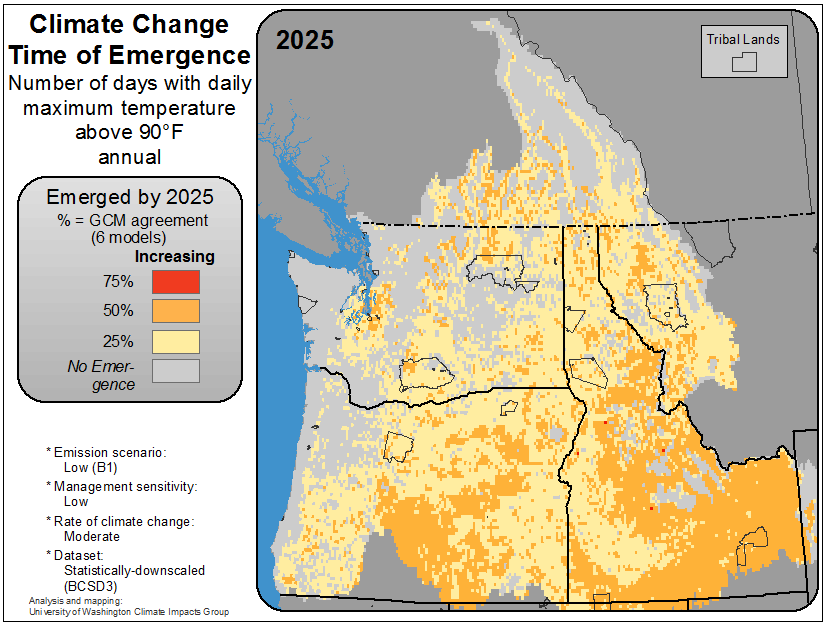 Climate Change
Time of Emergence
Number of days with daily
maximum temperature
above 90°F
annual
Emerged by 2025
% = GCM agreement
(6 models)
Increasing
75%
50%
25%
No Emer-
gence
* Emission scenario:
Low (B1)
* Management sensitivity:
Low
* Rate of climate change:
Moderate
* Dataset:
Statistically-downscaled
(BCSD3)
Analysis and mapping:
University of Washington Climate Impacts Group
2025
Tribal Lands